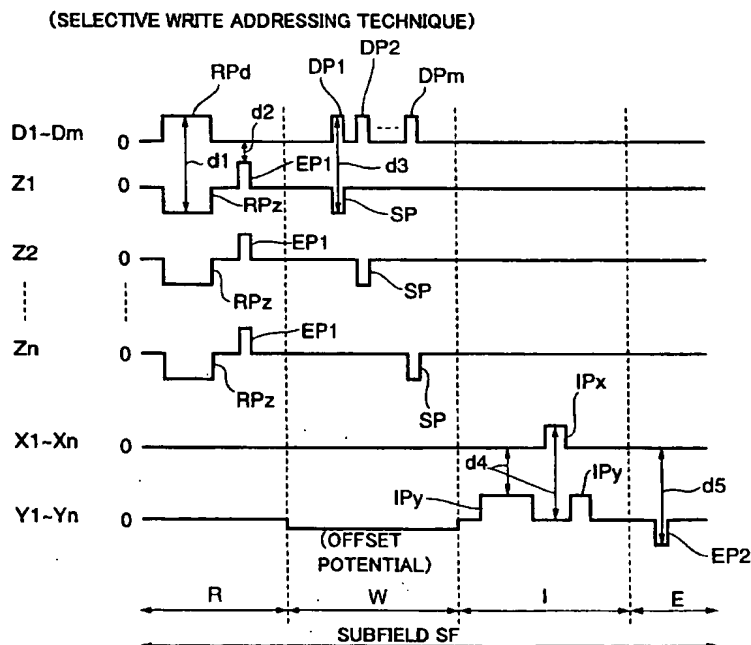 (SELECTIVE WRITE ADDRESSING TECHNIQUE)
RPd
DP1
DP2
DPm
D1~Dm 0
d1
d2
d3
Z1 0
EP1
RPz
SP
Z2 0
EP1
RPz
SP
Zn 0
EP1
RPz
SP
X1~Xn 0
IPx
d4
IPy
IPy
d5
Y1~Yn 0
(OFFSET
POTENTIAL)
EP2
R W I E
SUBFIELD SF